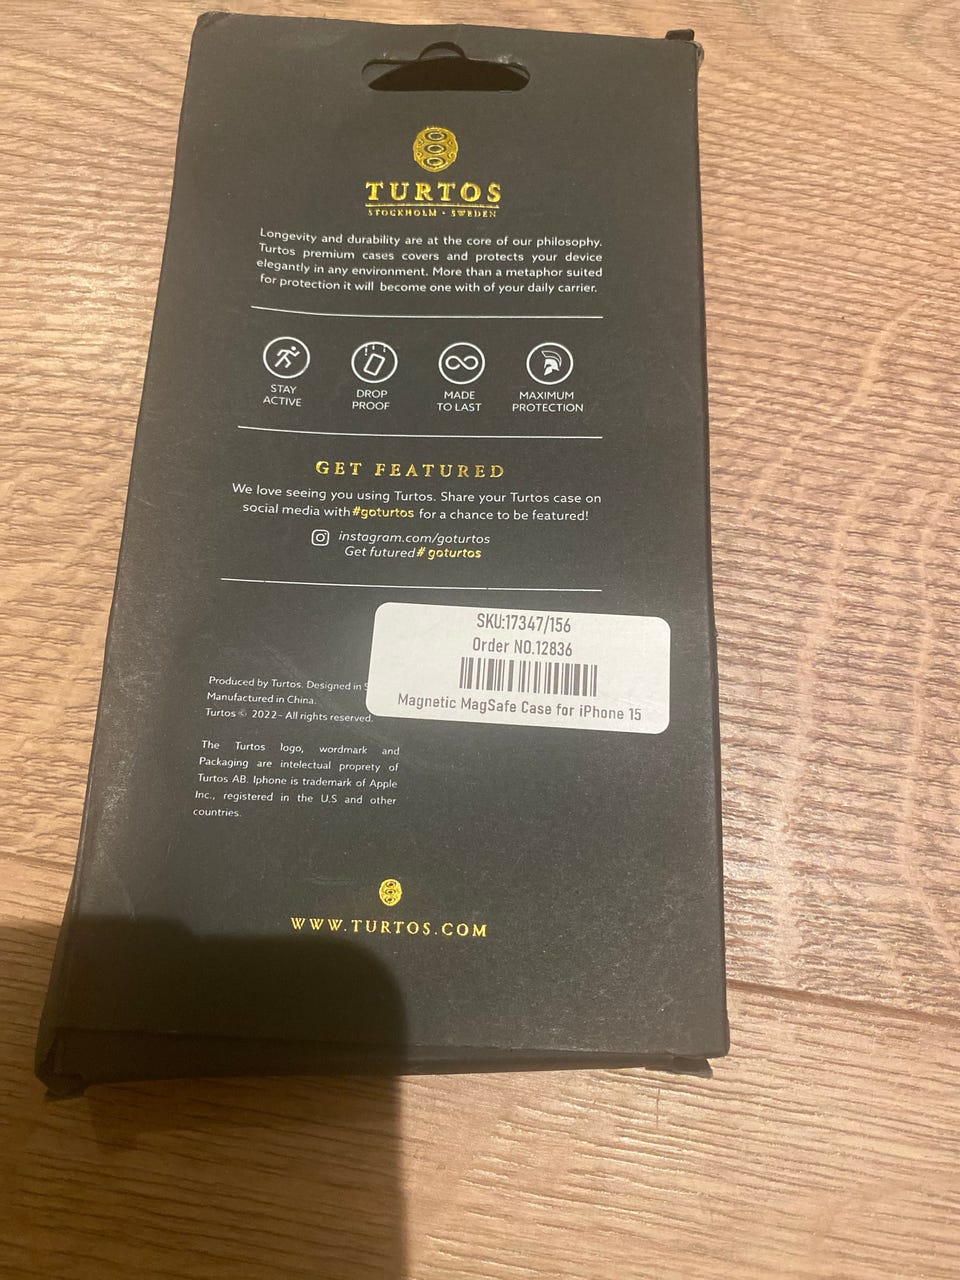 TURTOS
STOCKHOLM • SWEDEN
Longevity and durability are at the core of our philosophy.
Turtos premium cases covers and protects your device
elegantly in any environment. More than a metaphor suited
for protection it will become one with of your daily carrier.
STAY
ACTIVE
DROP
PROOF
MADE
TO LAST
MAXIMUM
PROTECTION
GET FEATURED
We love seeing you using Turtos. Share your Turtos case on
social media with #goturtos for a chance to be featured!
instagram.com/goturtos
Get futured # goturtos
SKU:17347/156
Order NO.12836
Magnetic MagSafe Case for iPhone 15
Produced by Turtos. Designed in
Manufactured in China.
Turtos © 2022- All rights reserved.
The Turtos logo, wordmark and
Packaging are intelectual proprety of
Turtos AB. Iphone is trademark of Apple
Inc., registered in the U.S and other
countries.
WWW.TURTOS.COM